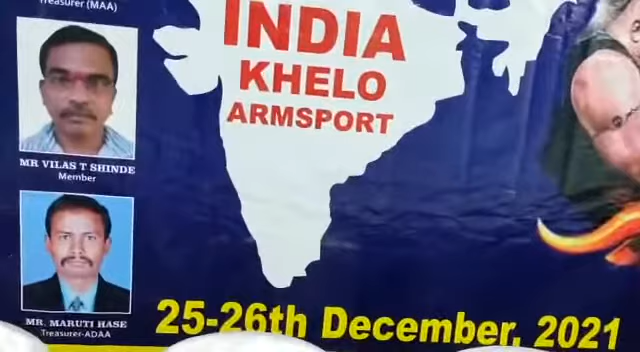 Treasurer (MAA)
INDIA
KHELO
ARMSPORT
MR VILAS T SHINDE
Member
MR. MARUTI HASE
Treasurer-ADAA
25-26th December, 2021